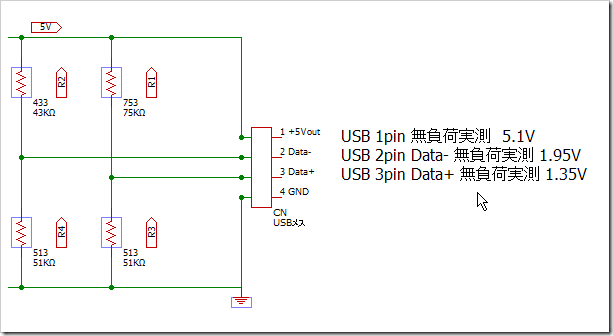 5V
R2
R1
433
43KΩ
753
75KΩ
1 +5Vout
2 Data-
3 Data+
4 GND
CN
USBメス
USB 1pin 無負荷実測 5.1V
USB 2pin Data- 無負荷実測 1.95V
USB 3pin Data+ 無負荷実測 1.35V
R4
R3
513
51KΩ
513
51KΩ